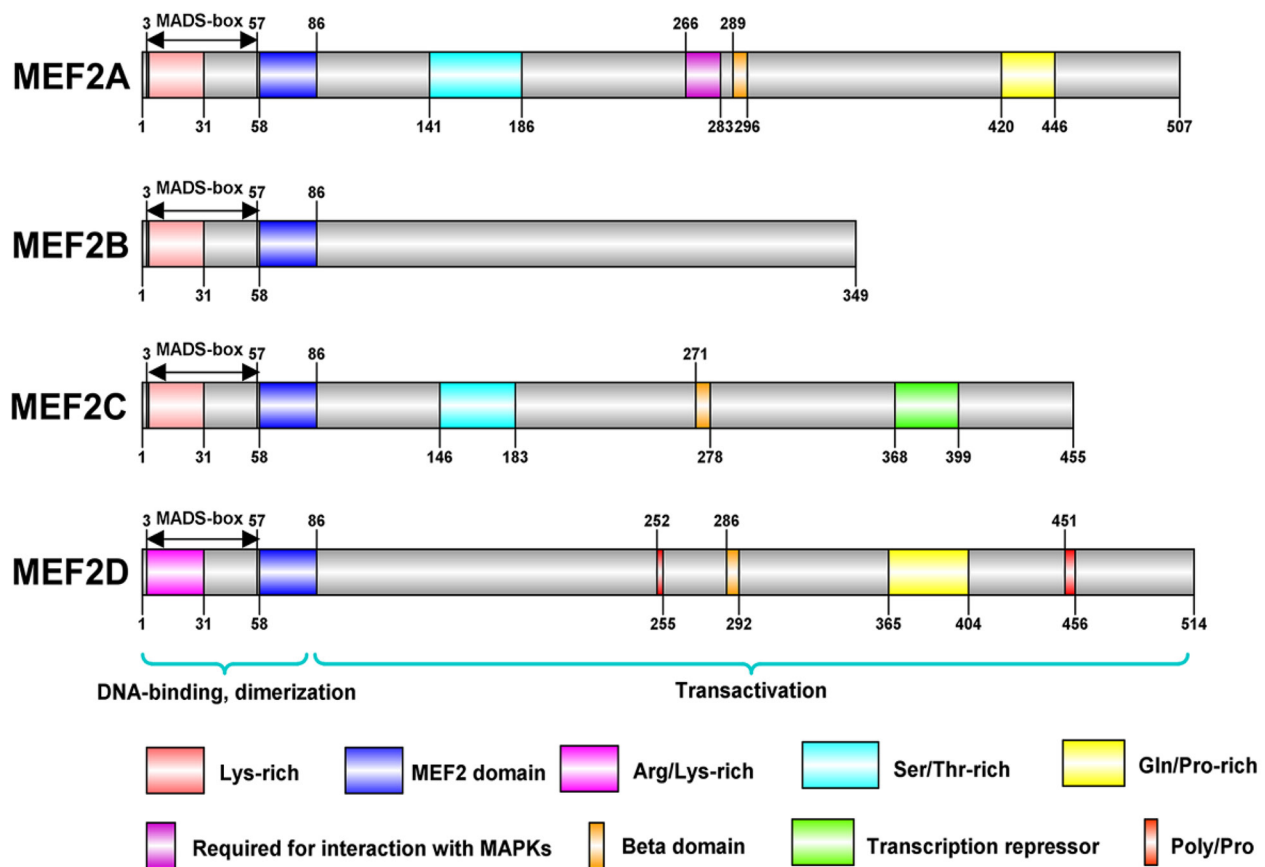 3 MADS-box 57 86 266 289
MEF2A
1 31 58 141 186 283 296 420 446 507
3 MADS-box 57 86
MEF2B
1 31 58 349
3 MADS-box 57 86 271
MEF2C
1 31 58 146 183 278 368 399 455
3 MADS-box 57 86 252 286 451
MEF2D
1 31 58 255 292 365 404 456 514
DNA-binding, dimerization Transactivation
Lys-rich MEF2 domain Arg/Lys-rich Ser/Thr-rich Gln/Pro-rich
Required for interaction with MAPKs Beta domain Transcription repressor Poly/Pro